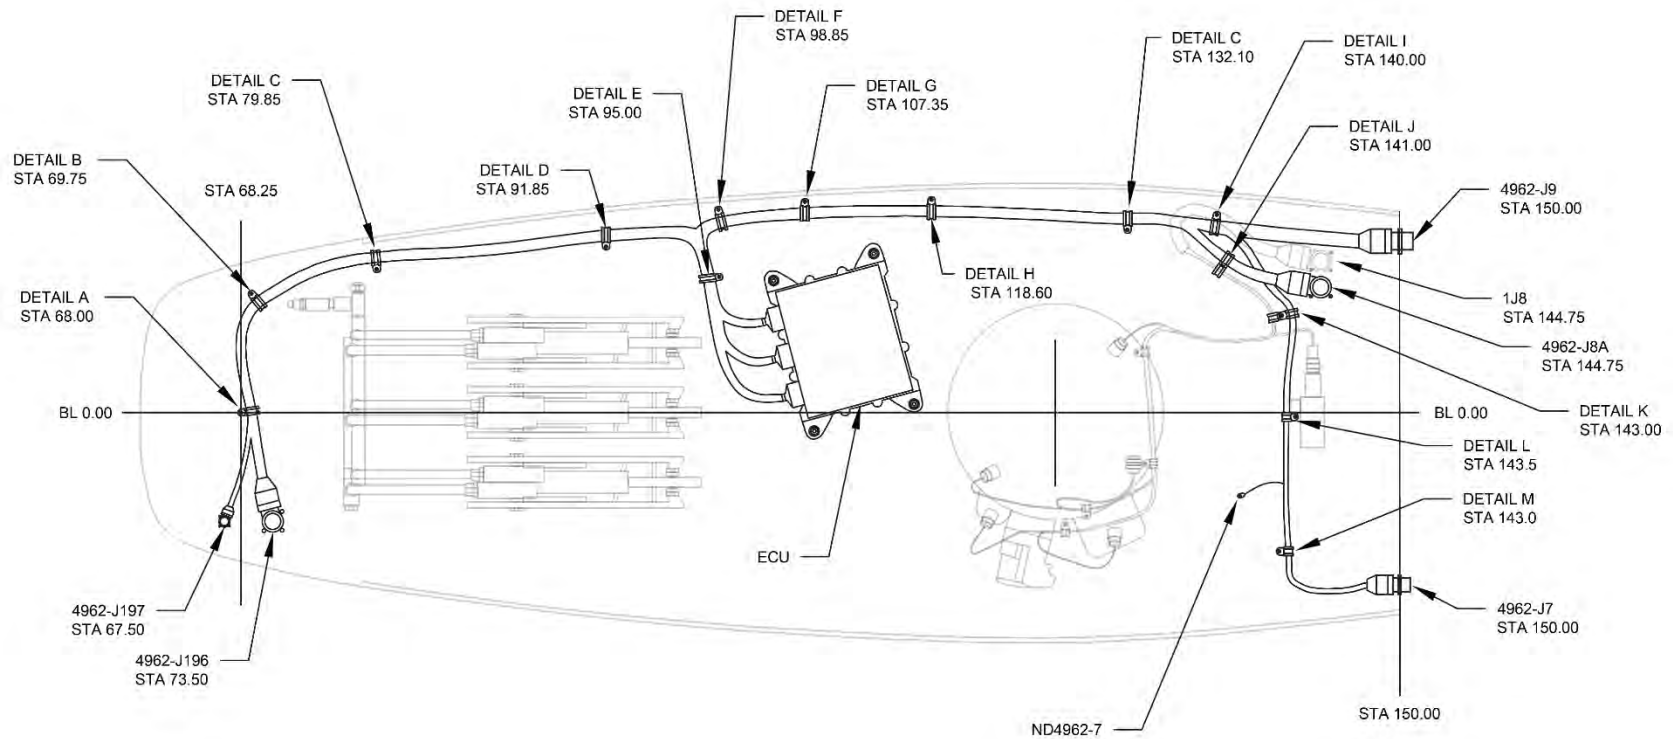 DETAIL F
STA 98.85
DETAIL C
STA 132.10
DETAIL I
STA 140.00
DETAIL C
STA 79.85
DETAIL E
STA 95.00
DETAIL G
STA 107.35
DETAIL J
STA 141.00
DETAIL B
STA 69.75
STA 68.25
DETAIL D
STA 91.85
4962-J9
STA 150.00
DETAIL A
STA 68.00
DETAIL H
STA 118.60
1J8
STA 144.75
4962-J8A
STA 144.75
BL 0.00
BL 0.00
DETAIL K
STA 143.00
DETAIL L
STA 143.5
DETAIL M
STA 143.0
ECU
4962-J197
STA 67.50
4962-J7
STA 150.00
4962-J196
STA 73.50
STA 150.00
ND4962-7